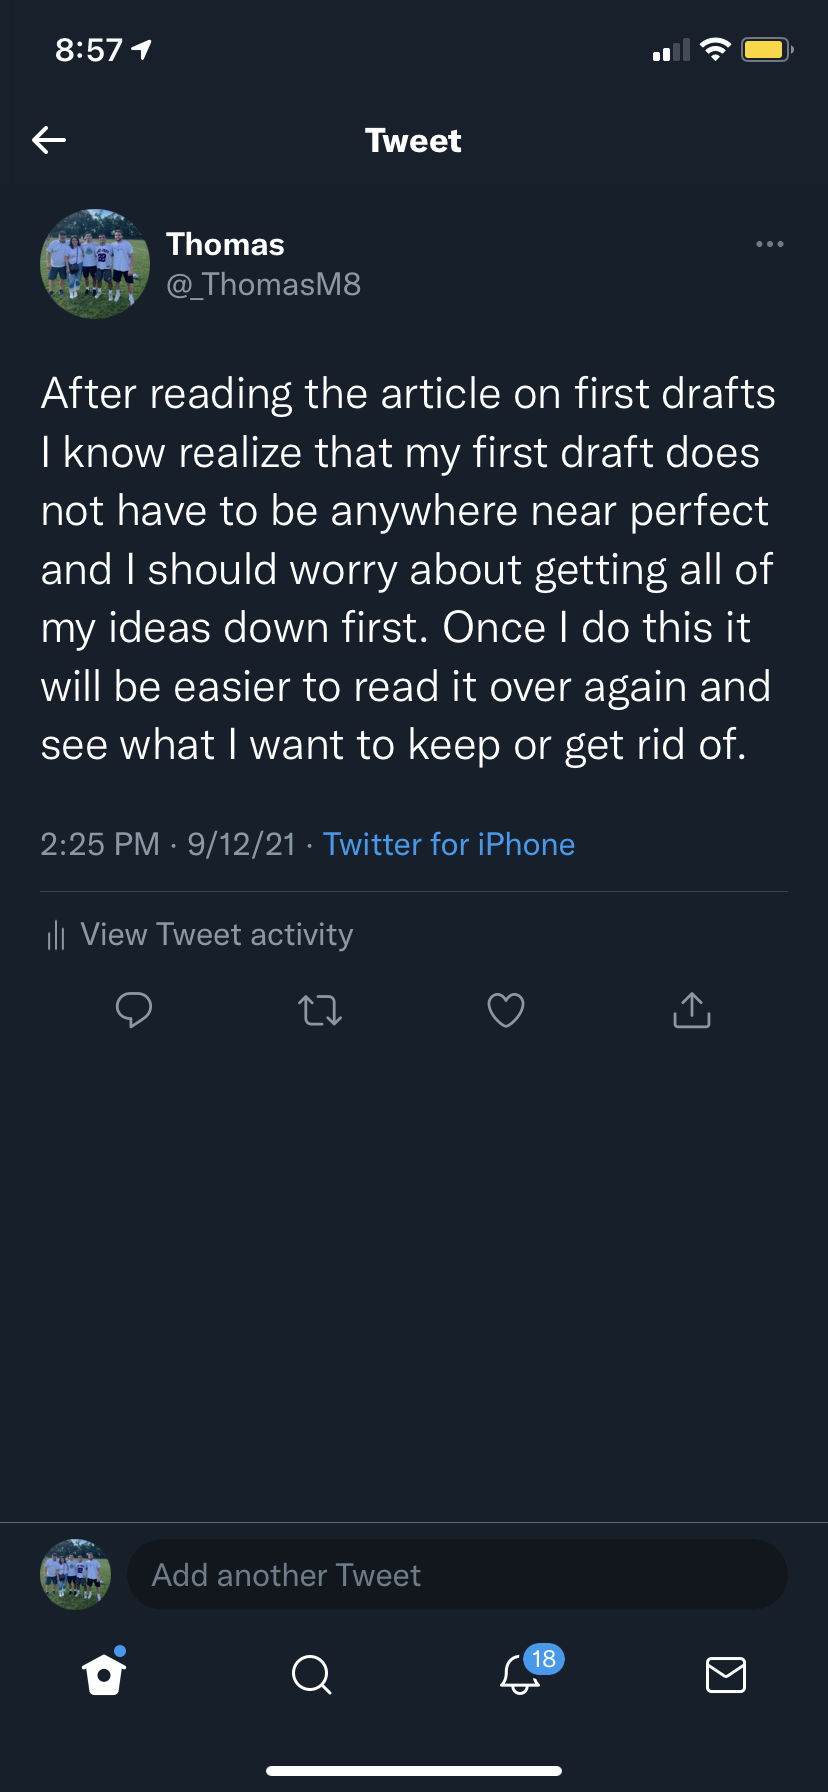 8:57
Tweet
Thomas
@_ThomasM8
After reading the article on first drafts
I know realize that my first draft does
not have to be anywhere near perfect
and I should worry about getting all of
my ideas down first. Once I do this it
will be easier to read it over again and
see what I want to keep or get rid of.
2:25 PM · 9/12/21 · Twitter for iPhone
View Tweet activity
Add another Tweet
18